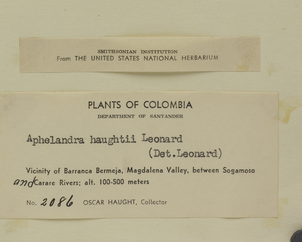 SMITHSONIAN INSTITUTION
From THE UNITED STATES NATIONAL HERBARIUM
PLANTS OF COLOMBIA
DEPARTMENT OF SANTANDER
Aphelandra haughtii Leonard
(Det.Leonard)
Vicinity of Barranca Bermeja, Magdalena Valley, between Sogamoso
and Carare Rivers; alt. 100-500 meters
No. 2086 OSCAR HAUGHT, Collector